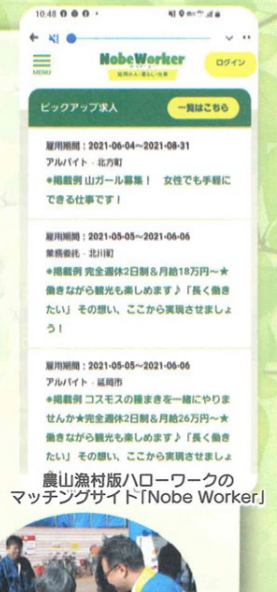 10:48
MENU
NobeWorker
延岡の人・暮らし・仕事
ログイン
ピックアップ求人
一覧はこちら
雇用期間：2021-06-04～2021-08-31
アルバイト - 北方町
*掲載例 山ガール募集！ 女性でも手軽に
できる仕事です！
雇用期間：2021-05-05～2021-06-06
業務委託 - 北川町
*掲載例 完全週休2日制＆月給18万円～★
働きながら観光も楽しめます♪「長く働き
たい」 その想い、ここから実現させましょ
う！
雇用期間：2021-05-05～2021-06-06
アルバイト - 延岡市
*掲載例 コスモスの種まきを一緒にやりま
せんか★完全週休2日制＆月給26万円～★
働きながら観光も楽しめます♪「長く働き
たい」 その想い、ここから実現させましょ
農山漁村版ハローワークの
マッチングサイト「Nobe Worker」